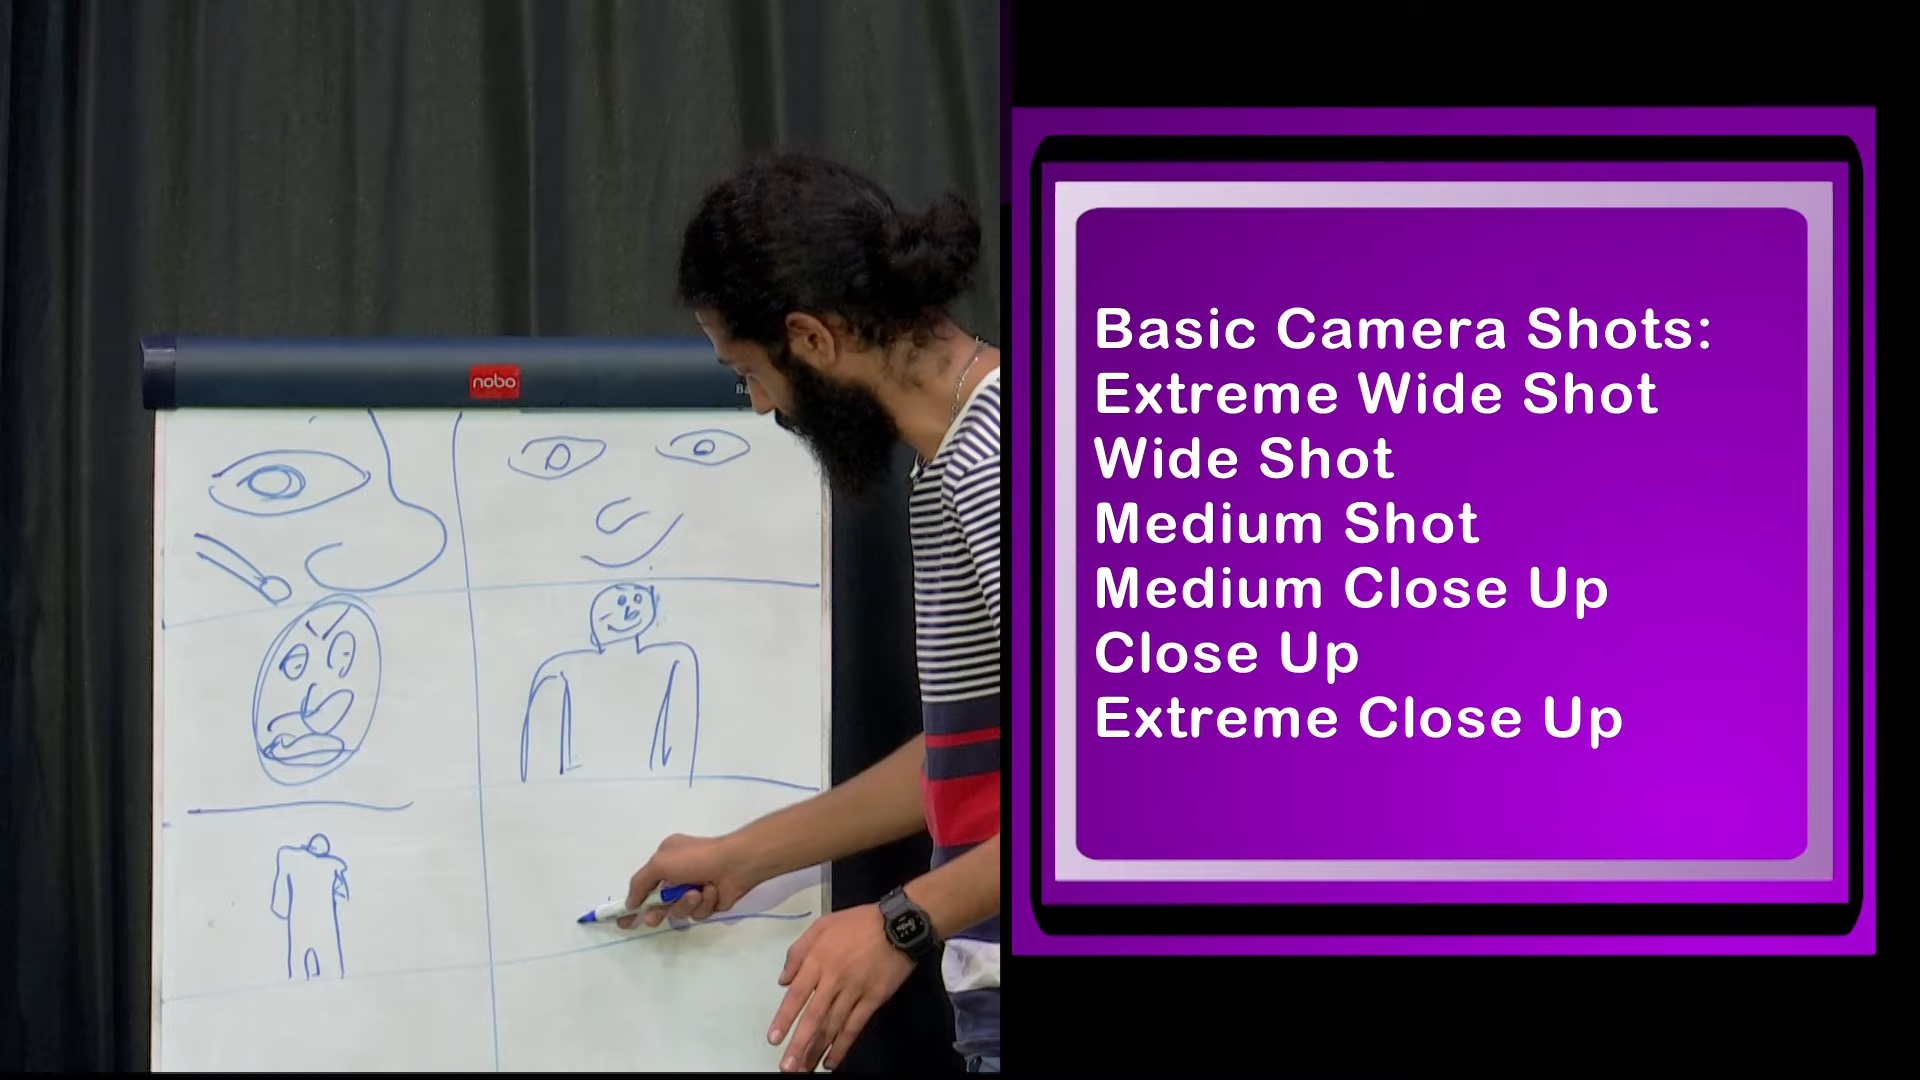 nobo
Basic Camera Shots:
Extreme Wide Shot
Wide Shot
Medium Shot
Medium Close Up
Close Up
Extreme Close Up